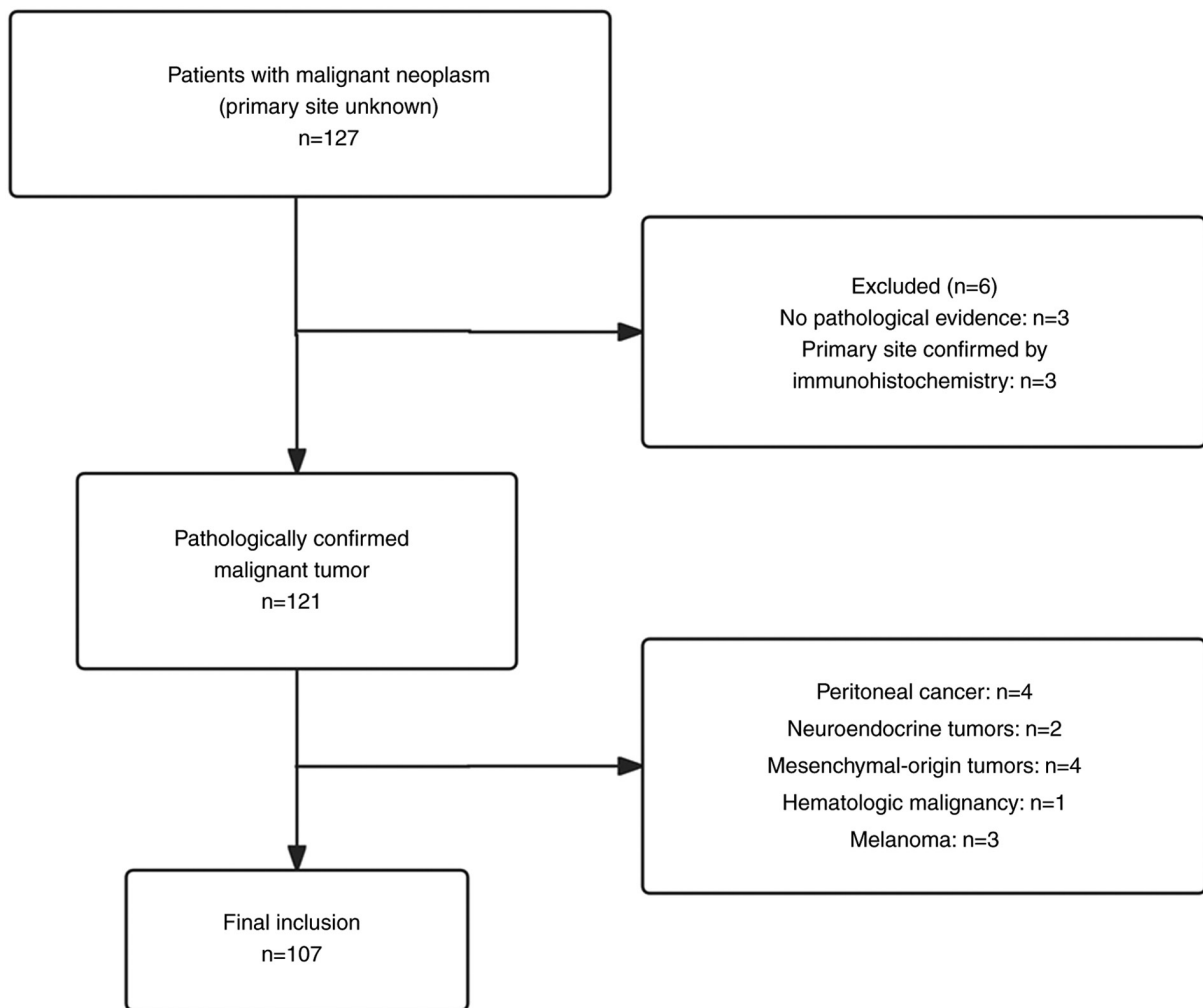 Patients with malignant neoplasm
(primary site unknown)
n=127
Excluded (n=6)
No pathological evidence: n=3
Primary site confirmed by
immunohistochemistry: n=3
Pathologically confirmed
malignant tumor
n=121
Peritoneal cancer: n=4
Neuroendocrine tumors: n=2
Mesenchymal-origin tumors: n=4
Hematologic malignancy: n=1
Melanoma: n=3
Final inclusion
n=107